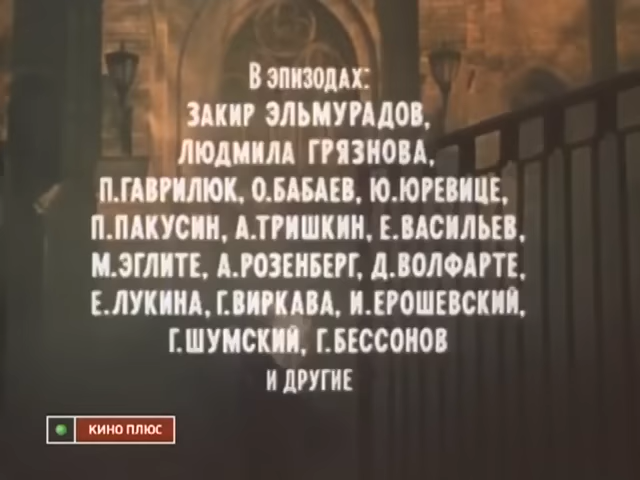 В ЭПИЗОДАХ:
ЗАКИР ЭЛЬМУРАДОВ,
ЛЮДМИЛА ГРЯЗНОВА,
П.ГАВРИЛЮК, О.БАБАЕВ, Ю.ЮРЕВИЦЕ,
П.ПАКУСИН, А.ТРИШКИН, Е.ВАСИЛЬЕВ,
М.ЭГЛИТЕ, А.РОЗЕНБЕРГ, Д.ВОЛФАРТЕ,
Е.ЛУКИНА, Г.ВИРКАВА, И.ЕРОШЕВСКИЙ,
Г.ШУМСКИЙ, Г.БЕССОНОВ
И ДРУГИЕ
КИНО ПЛЮС